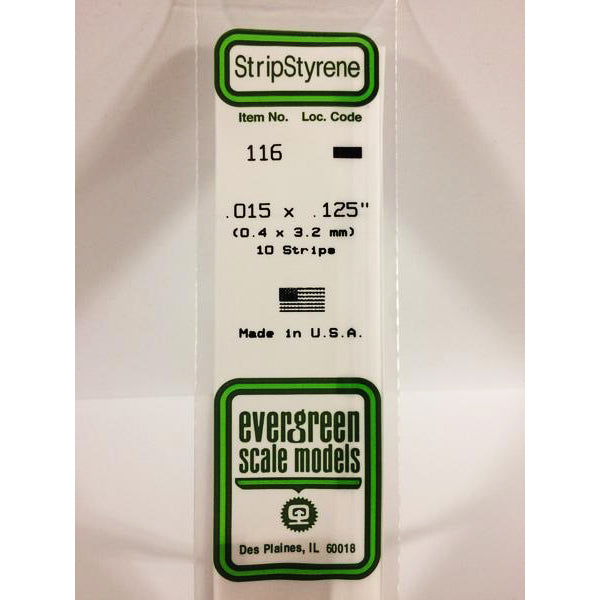 StripStyrene
Item No. Loc. Code
116
.015 x .125"
(0.4 x 3.2 mm)
10 Strips
Made in U.S.A.
evergreen
scale models
Des Plaines, IL 60018